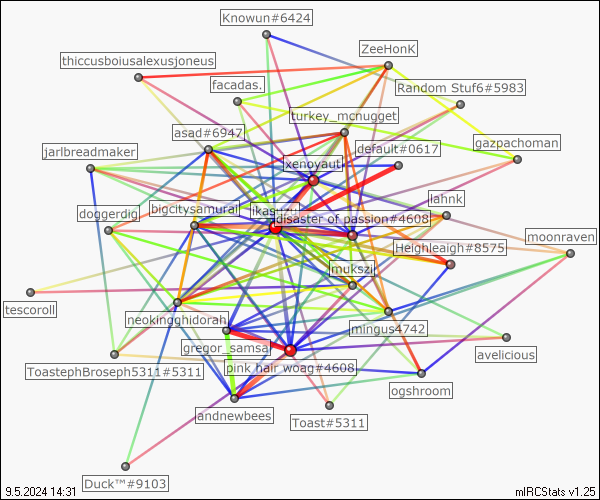 Knowun#6424
ZeeHonK
thiccusboiusalexusjoneus
facadas.
Random Stuf6#5983
turkey_mcnugget
asad#6947
default#0617
gazpachoman
jarlbreadmaker
xenoyaut
lahnk
doggerdig
bigcitysamurai
disaster of passion#4608
moonraven
Heighleaigh#8575
mukszi
tescoroll
neokingghidorah
mingus4742
gregor_samsa
avelicious
ToastephBroseph5311#5311
pink hair woag#4608
ogshroom
andnewbees
Toast#5311
Duck™#9103
9.5.2024 14:31
mIRCStats v1.25